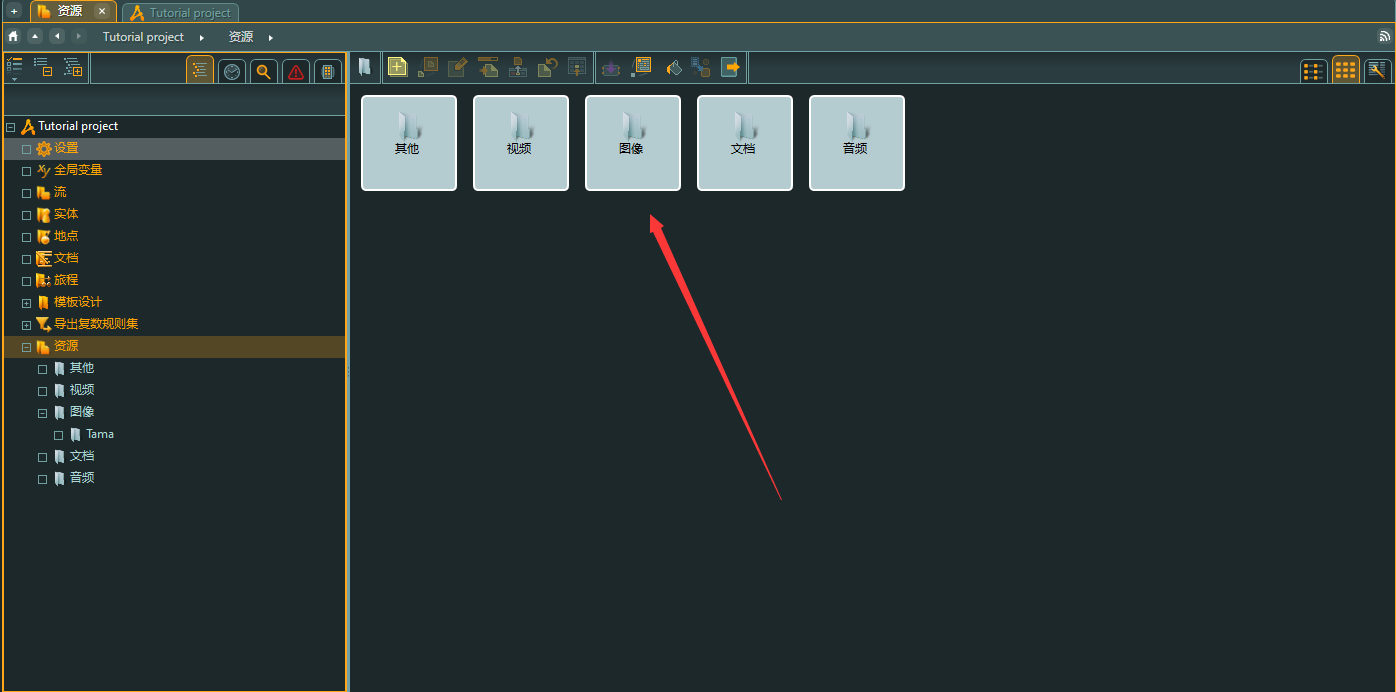 资源
Tutorial project
Tutorial project
资源
Tutorial project
设置
全局变量
流
实体
地点
文档
旅程
模板设计
导出复数规则集
资源
其他
视频
图像
Tama
文档
音频
其他
视频
图像
文档
音频